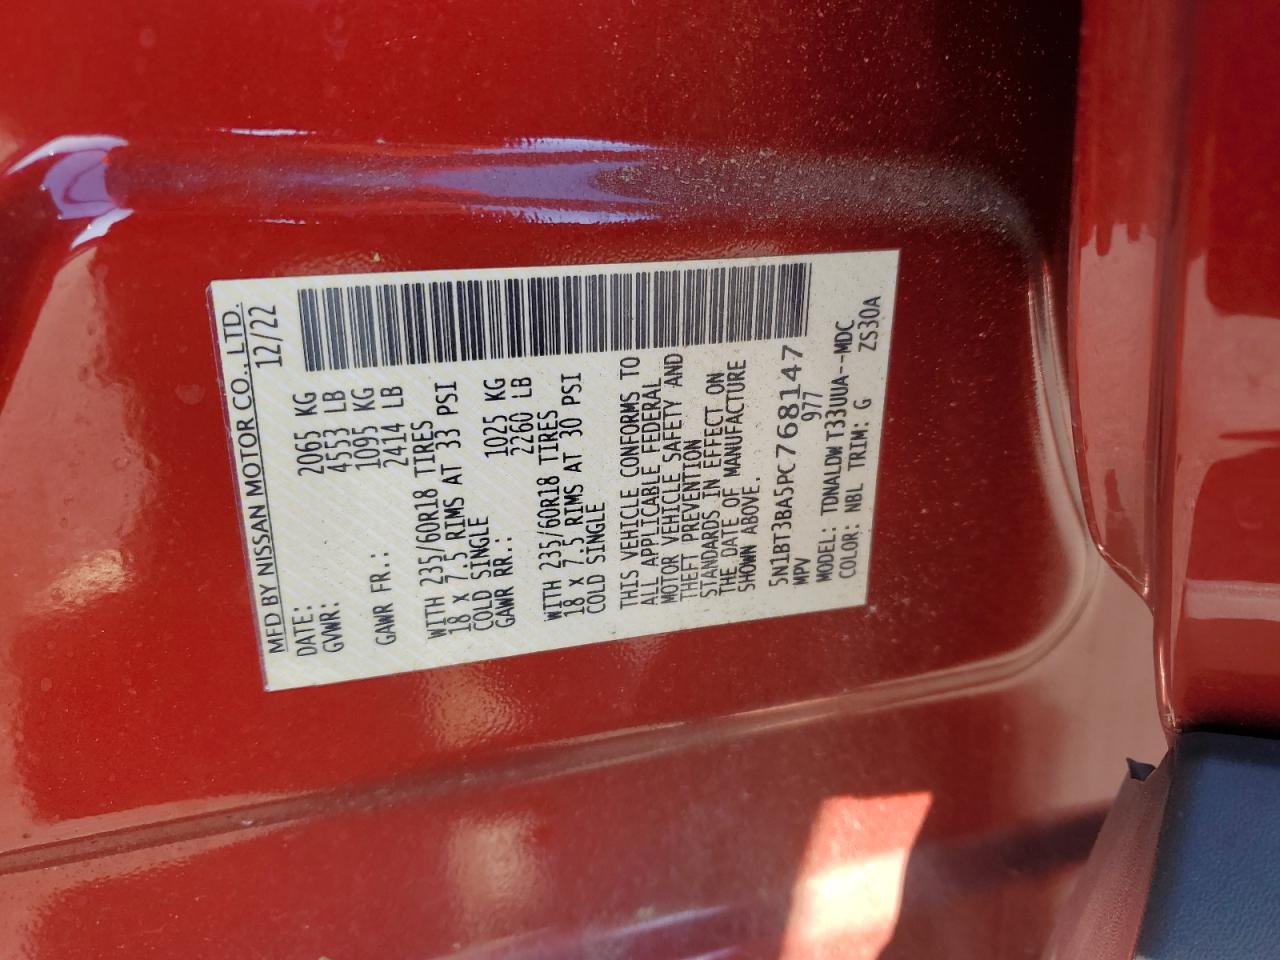 MFD BY NISSAN MOTOR CO., LTD.
DATE: 12/22
GVWR: 2065 KG
4553 LB
GAWR FR.: 1095 KG
2414 LB
WITH 235/60R18 TIRES
18 X 7.5 RIMS AT 33 PSI
COLD SINGLE
GAWR RR.: 1025 KG
2260 LB
WITH 235/60R18 TIRES
18 X 7.5 RIMS AT 30 PSI
COLD SINGLE
THIS VEHICLE CONFORMS TO
ALL APPLICABLE FEDERAL
MOTOR VEHICLE SAFETY AND
THEFT PREVENTION
STANDARDS IN EFFECT ON
THE DATE OF MANUFACTURE
SHOWN ABOVE.
5N1BT3BA5PC768147
MPV 977
MODEL: TDNALDWT33UUA--MDC
COLOR: NBL TRIM: G ZS30A